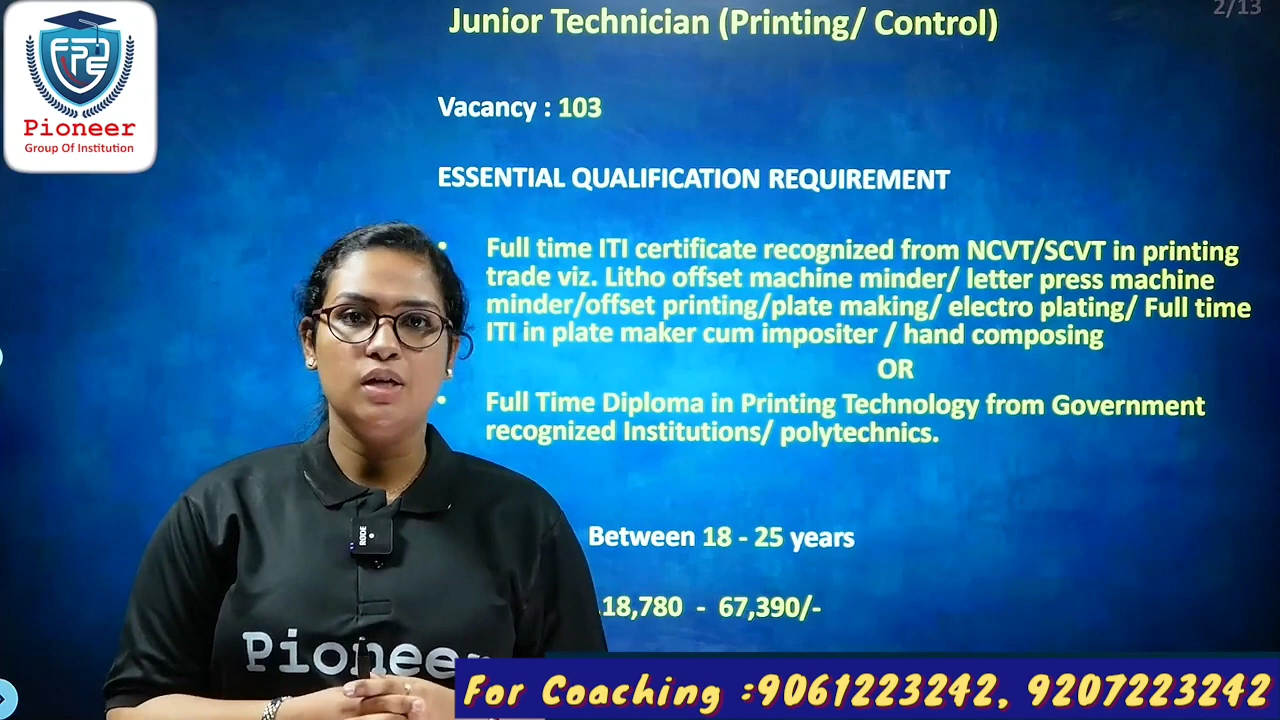 2/13
Junior Technician (Printing/ Control)
Pioneer
Group Of Institution
Vacancy : 103
ESSENTIAL QUALIFICATION REQUIREMENT
• Full time ITI certificate recognized from NCVT/SCVT in printing
trade viz. Litho offset machine minder/ letter press machine
minder/offset printing/plate making/ electro plating/ Full time
ITI in plate maker cum impositer / hand composing
OR
• Full Time Diploma in Printing Technology from Government
recognized Institutions/ polytechnics.
Between 18 - 25 years
18,780 - 67,390/-
RODE
Pioneer
For Coaching :9061223242, 9207223242